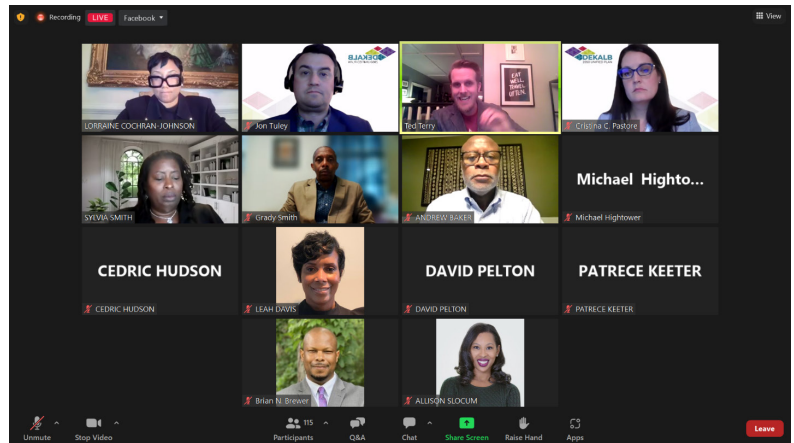 Recording
LIVE
Facebook
View
LORRAINE COCHRAN-JOHNSON
DEKALB
Jon Tuley
EAT
WELL,
TRAVEL
OFTEN.
Ted Terry
DEKALB
Cristina C. Pastore
SYLVIA SMITH
Grady Smith
ANDREW BAKER
Michael Highto...
Michael Hightower
CEDRIC HUDSON
CEDRIC HUDSON
LEAH DAVIS
DAVID PELTON
DAVID PELTON
PATRECE KEETER
PATRECE KEETER
Brian N. Brewer
ALLISON SLOCUM
Unmute
Stop Video
115
Participants
Q&A
Chat
Share Screen
Raise Hand
Apps
Leave